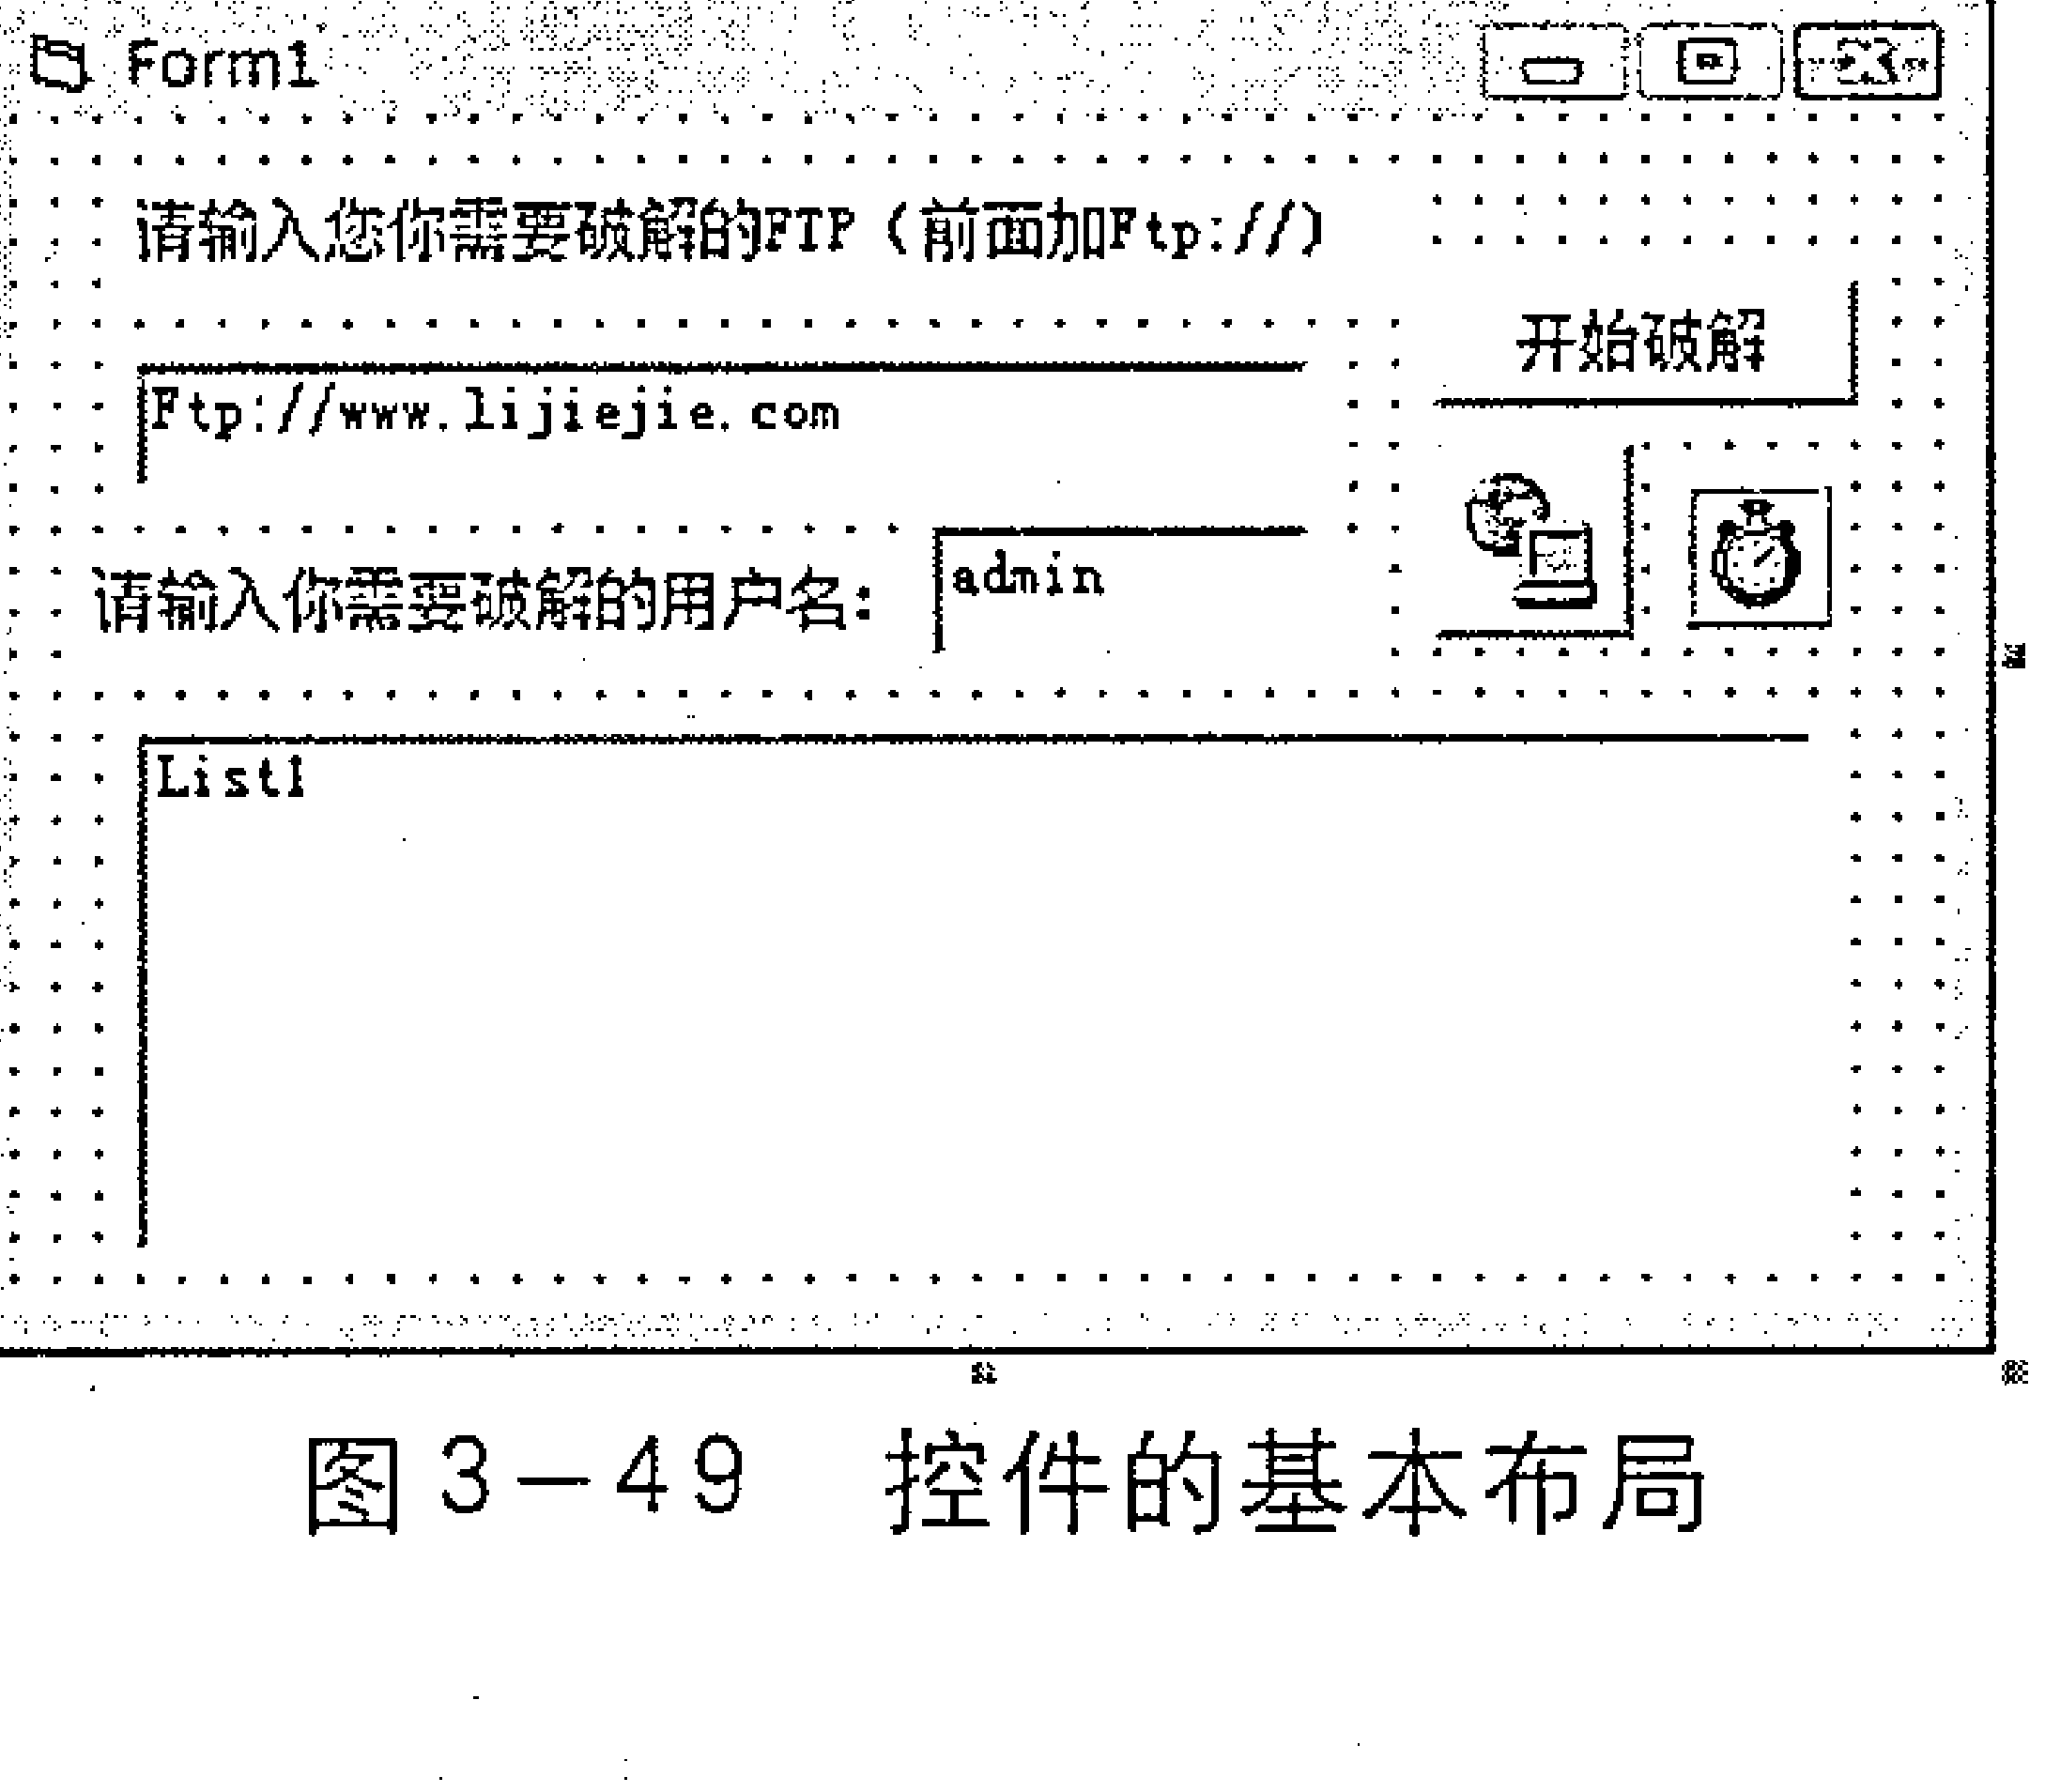 Form1
请输入您你需要破解的FTP（前面加Ftp://）
开始破解
Ftp://www.lijiejie.com
请输入你需要破解的用户名：
admin
List1
图3-49 控件的基本布局